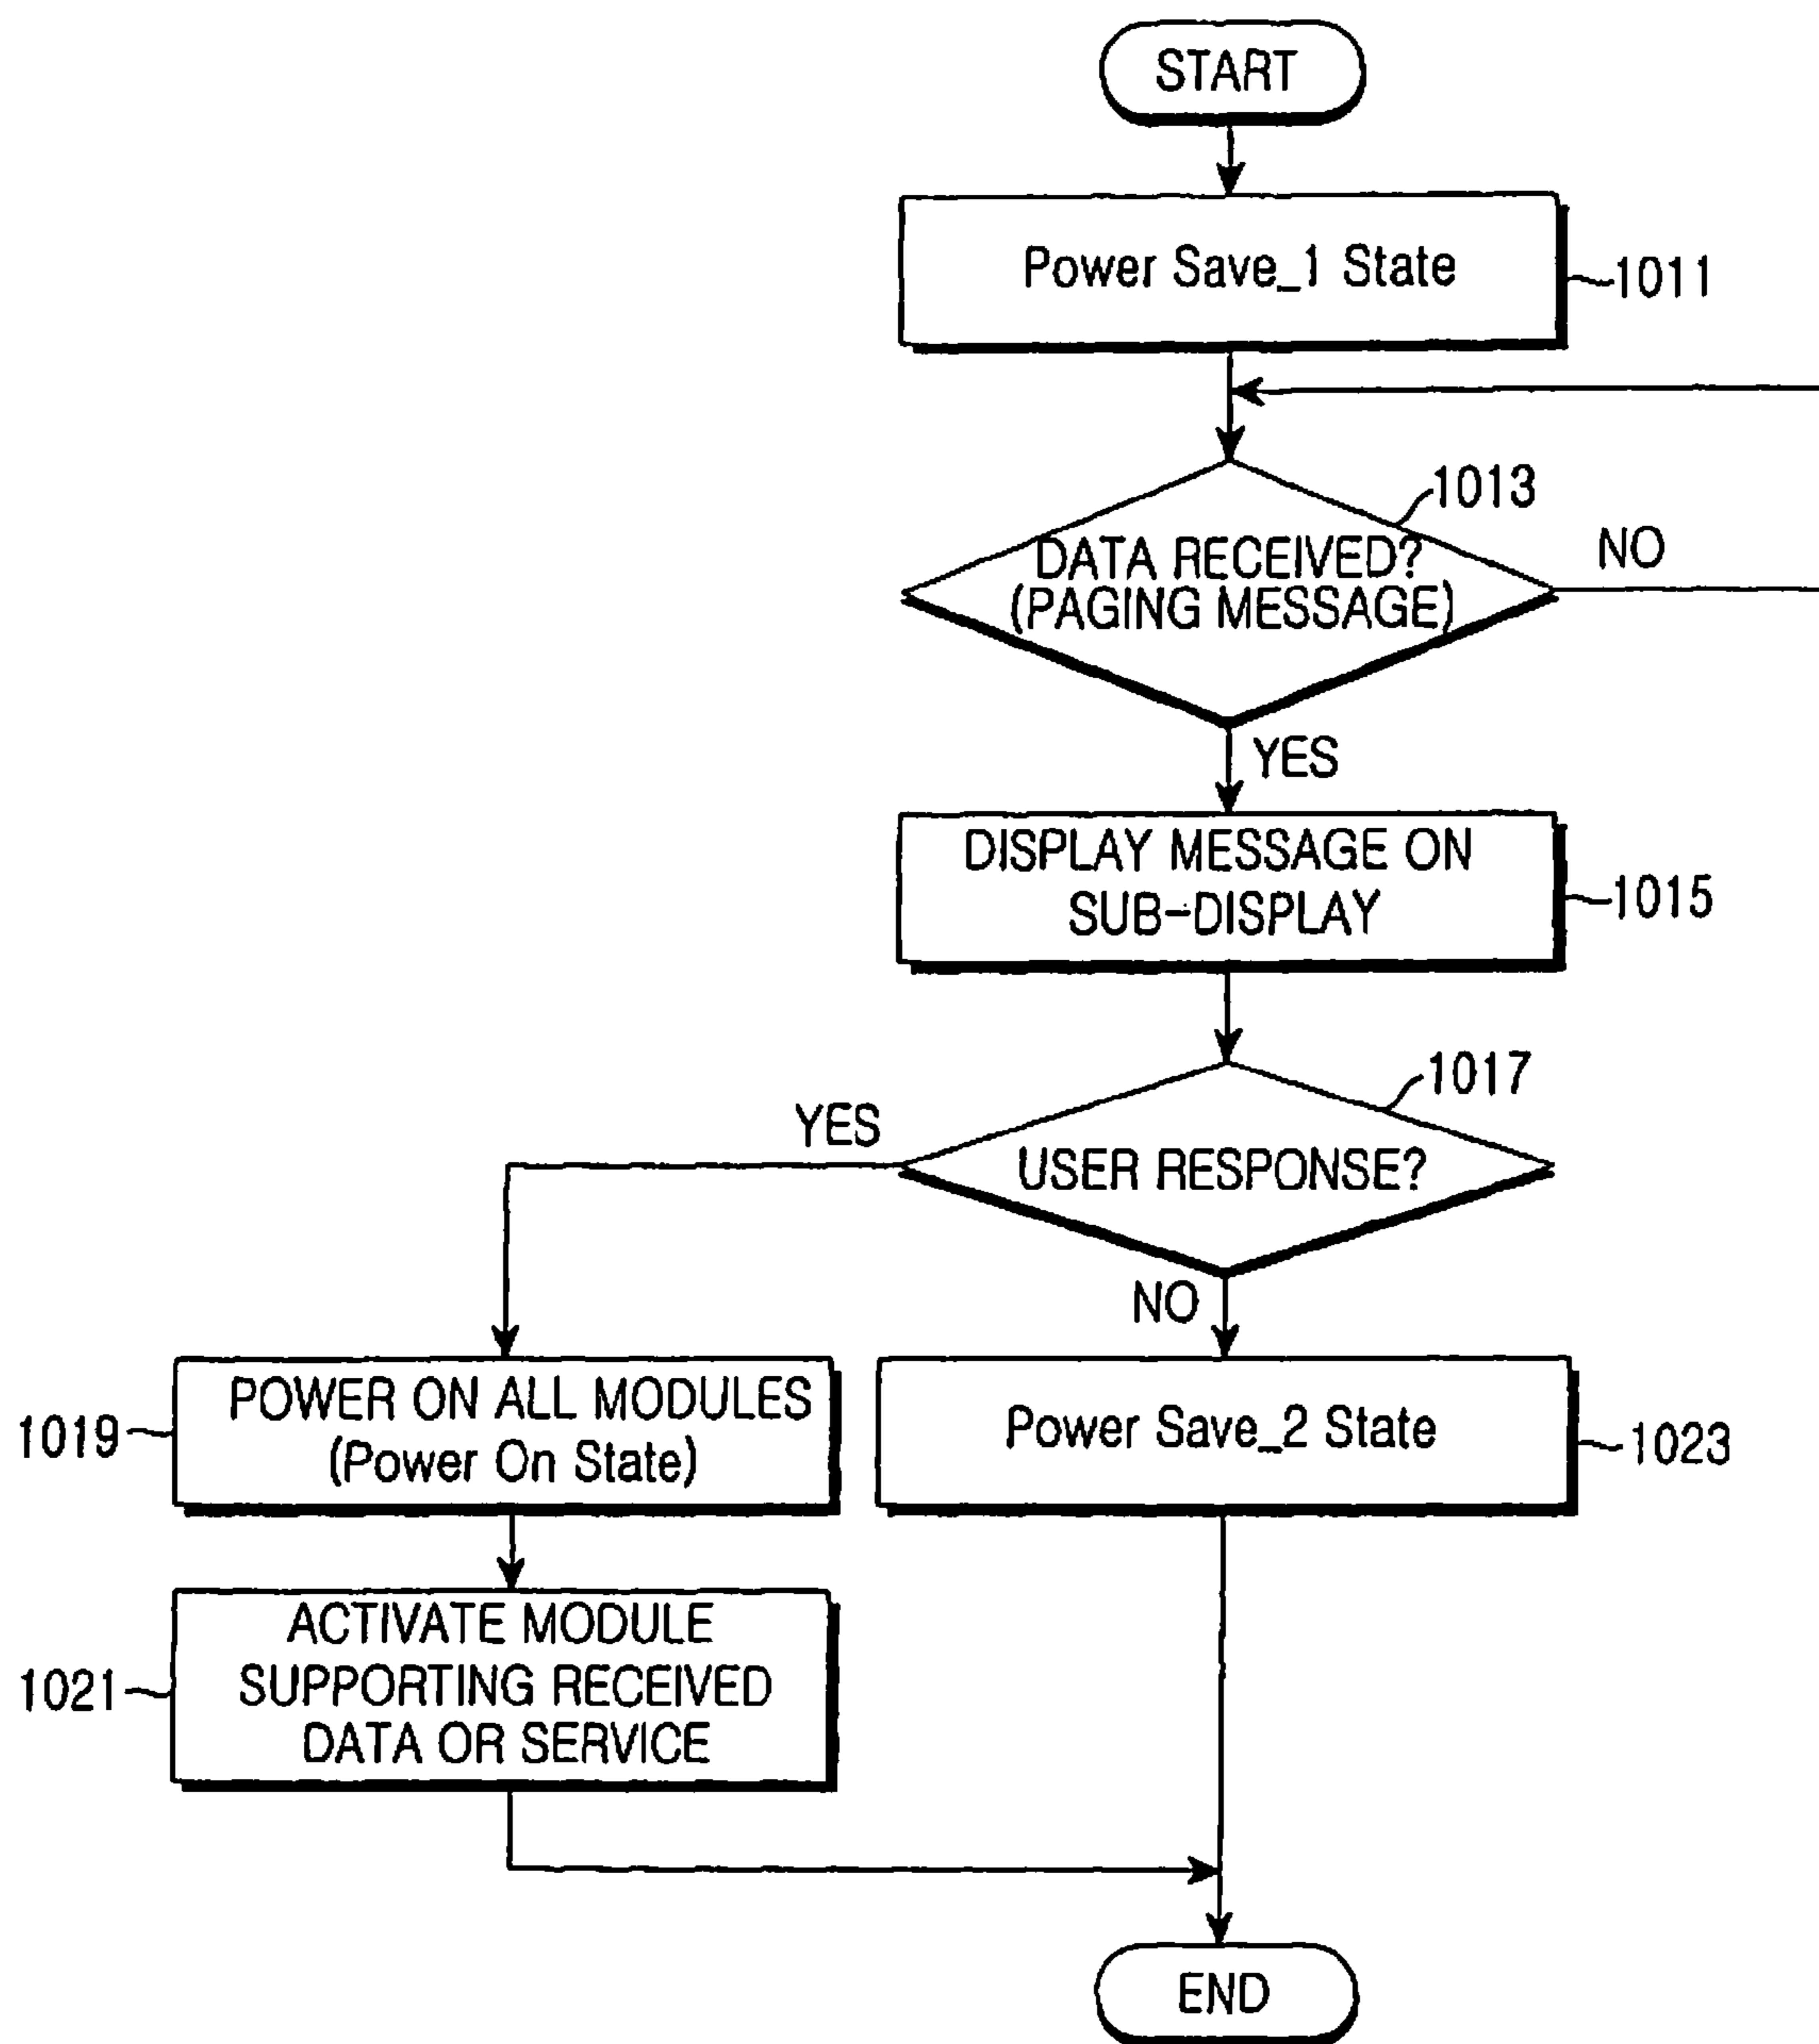 START
Power Save_1 State
1011
1013
DATA RECEIVED?
(PAGING MESSAGE)
NO
YES
DISPLAY MESSAGE ON
SUB-DISPLAY
1015
1017
YES
USER RESPONSE?
NO
POWER ON ALL MODULES
(Power On State)
1019
Power Save_2 State
1023
ACTIVATE MODULE
SUPPORTING RECEIVED
DATA OR SERVICE
1021
END